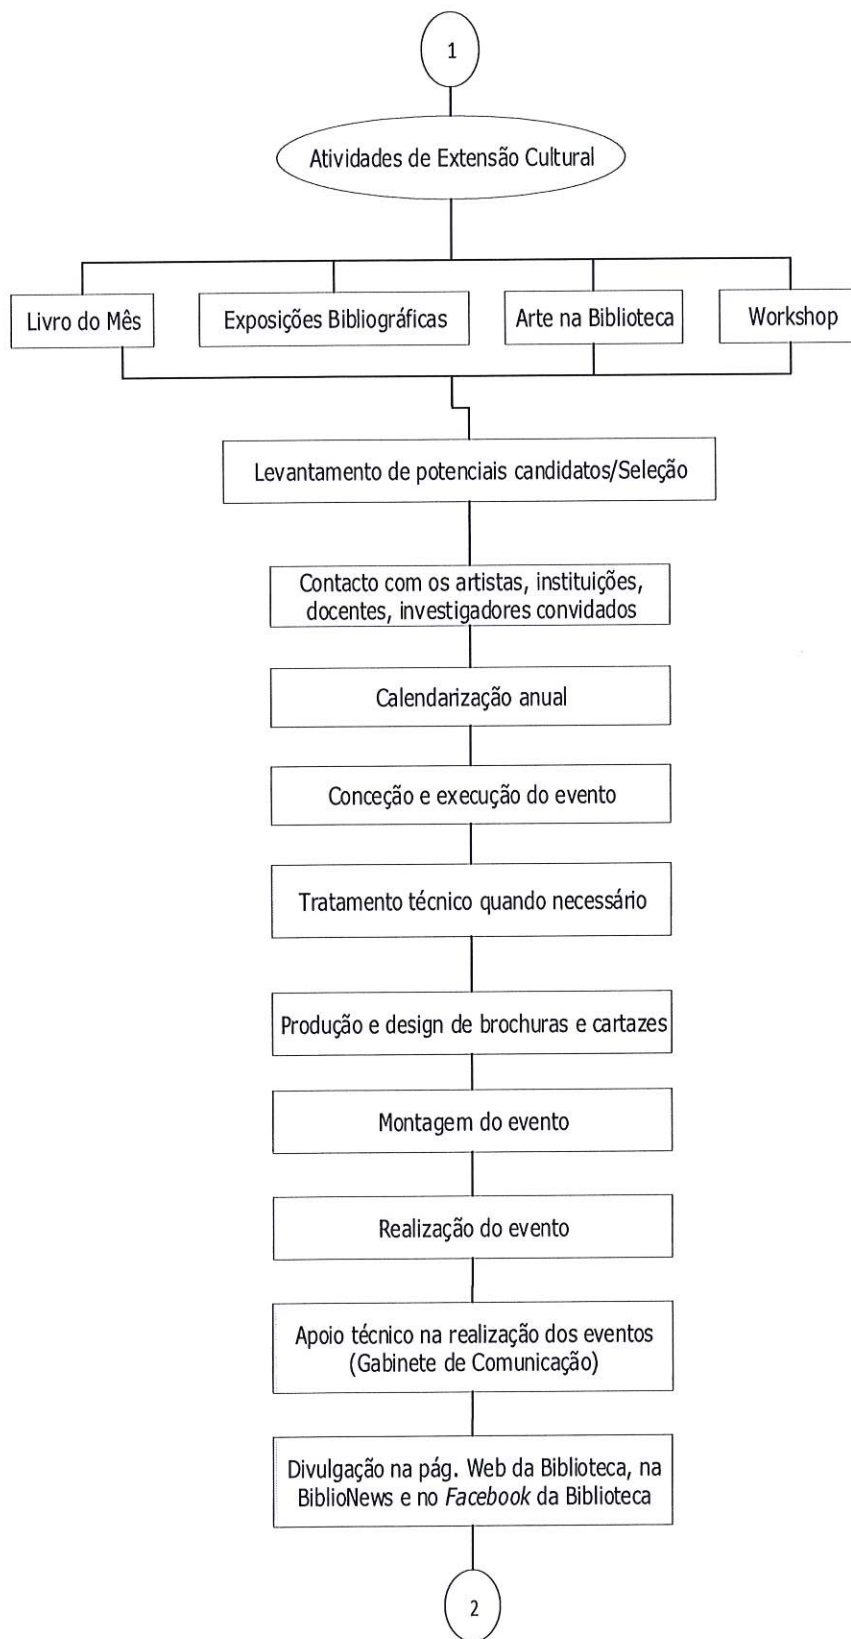 1
Atividades de Extensão Cultural
Livro do Mês
Exposições Bibliográficas
Arte na Biblioteca
Workshop
Levantamento de potenciais candidatos/Seleção
Contacto com os artistas, instituições,
docentes, investigadores convidados
Calendarização anual
Conceção e execução do evento
Tratamento técnico quando necessário
Produção e design de brochuras e cartazes
Montagem do evento
Realização do evento
Apoio técnico na realização dos eventos
(Gabinete de Comunicação)
Divulgação na pág. Web da Biblioteca, na
BiblioNews e no Facebook da Biblioteca
2